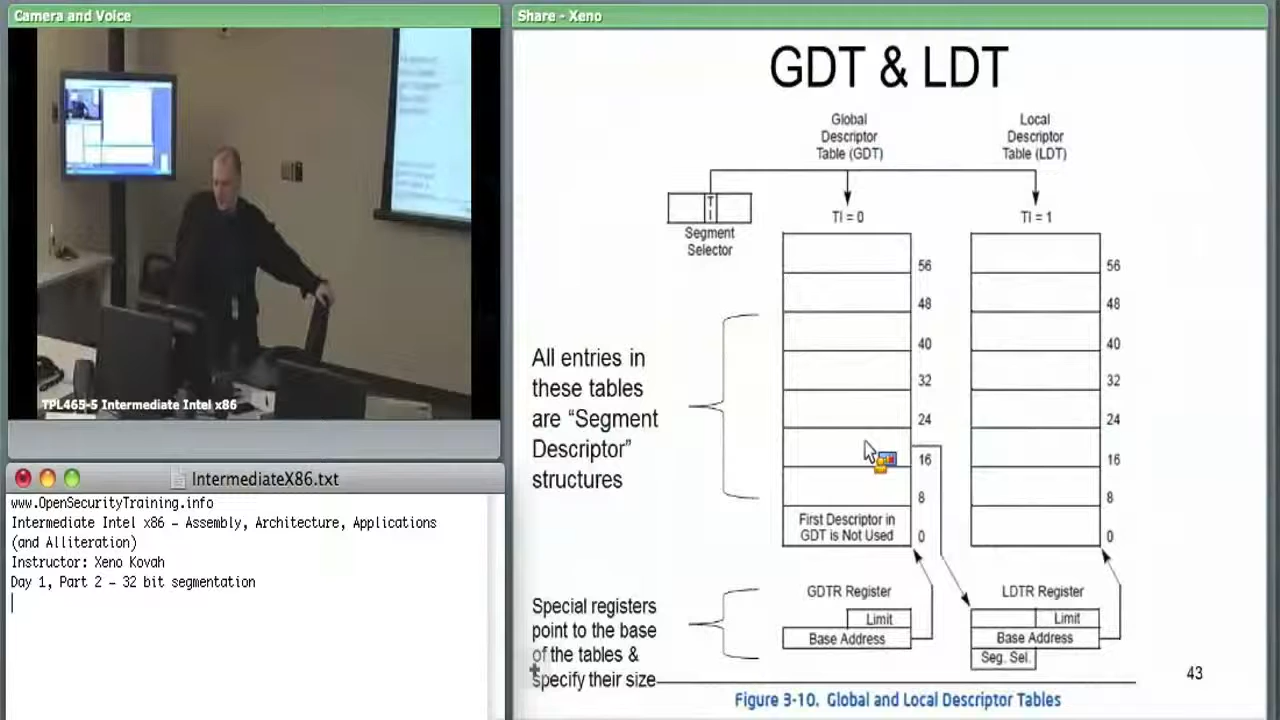 Camera and Voice
TPL465-5 Intermediate Intel x86
IntermediateX86.txt
www.OpenSecurityTraining.info
Intermediate Intel x86 – Assembly, Architecture, Applications
(and Alliteration)
Instructor: Xeno Kovah
Day 1, Part 2 – 32 bit segmentation
Share - Xeno
GDT & LDT
Global
Descriptor
Table (GDT)
Local
Descriptor
Table (LDT)
T
I
Segment
Selector
TI = 0
TI = 1
56
48
40
32
24
16
8
0
56
48
40
32
24
16
8
0
All entries in
these tables
are “Segment
Descriptor”
structures
First Descriptor in
GDT is Not Used
Special registers
point to the base
of the tables &
specify their size
GDTR Register
Limit
Base Address
LDTR Register
Limit
Base Address
Seg. Sel.
43
Figure 3-10. Global and Local Descriptor Tables